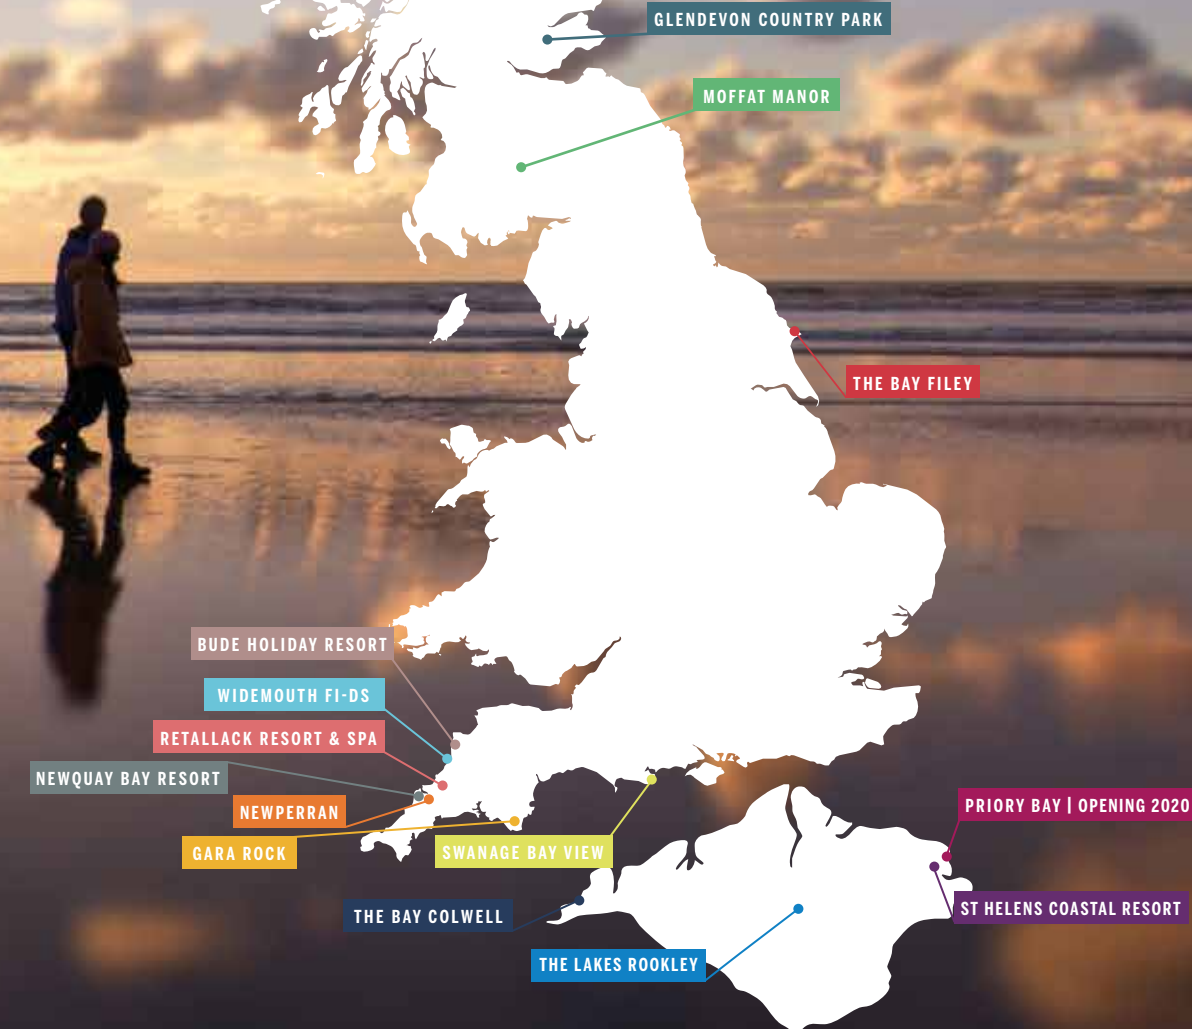 GLENDEVON COUNTRY PARK
MOFFAT MANOR
THE BAY FILEY
BUDE HOLIDAY RESORT
WIDEMOUTH FI-DS
RETALLACK RESORT & SPA
NEWQUAY BAY RESORT
NEWPERRAN
GARA ROCK
SWANAGE BAY VIEW
PRIORY BAY | OPENING 2020
THE BAY COLWELL
ST HELENS COASTAL RESORT
THE LAKES ROOKLEY